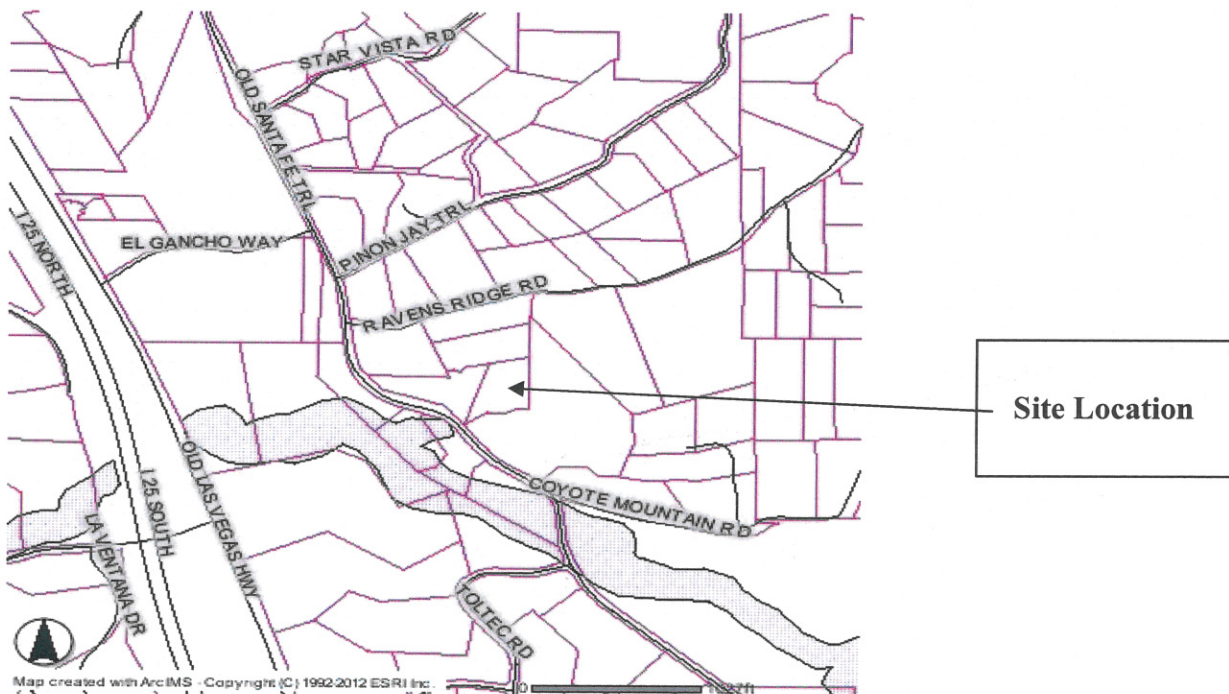 STAR VISTA RD
OLD SANTA FE TRL
PINON JAY TRL
EL GANCHO WAY
I 25 NORTH
RAVENS RIDGE RD
Site Location
OLD LAS VEGAS HWY
I 25 SOUTH
COYOTE MOUNTAIN RD
LA VENTANA DR
TOLTEC RD
Map created with ArcIMS - Copyright (C) 1992-2012 ESRI Inc.
0